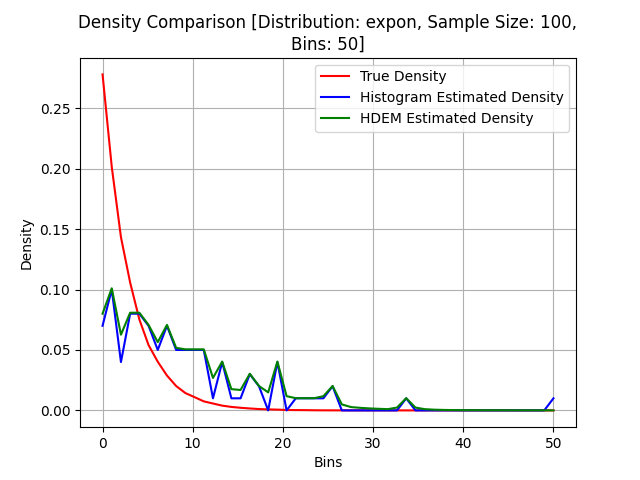 Density Comparison [Distribution: expon, Sample Size: 100,
Bins: 50]
True Density
Histogram Estimated Density
HDEM Estimated Density
Density
0.25
0.20
0.15
0.10
0.05
0.00
0 10 20 30 40 50
Bins